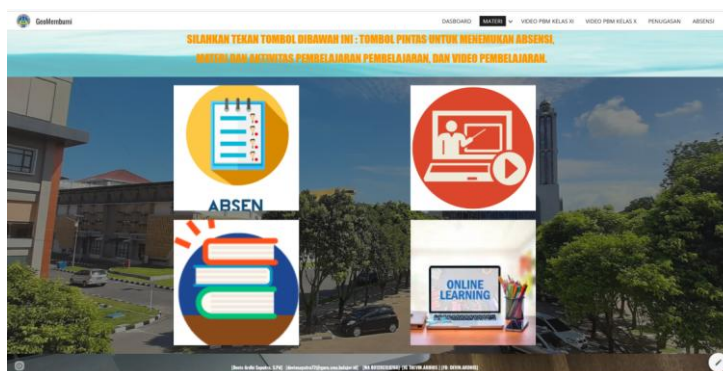 GeoMembumi
DASBOARD MATERI VIDEO PBM KELAS XI VIDEO PBM KELAS X PENUGASAN ABSENSI
SILAHKAN TEKAN TOMBOL DIBAWAH INI : TOMBOL PINTAS UNTUK MENEMUKAN ABSENSI,
MATERI DAN AKTIVITAS PEMBELAJARAN PEMBELAJARAN, DAN VIDEO PEMBELAJARAN.
ABSEN
ONLINE
LEARNING